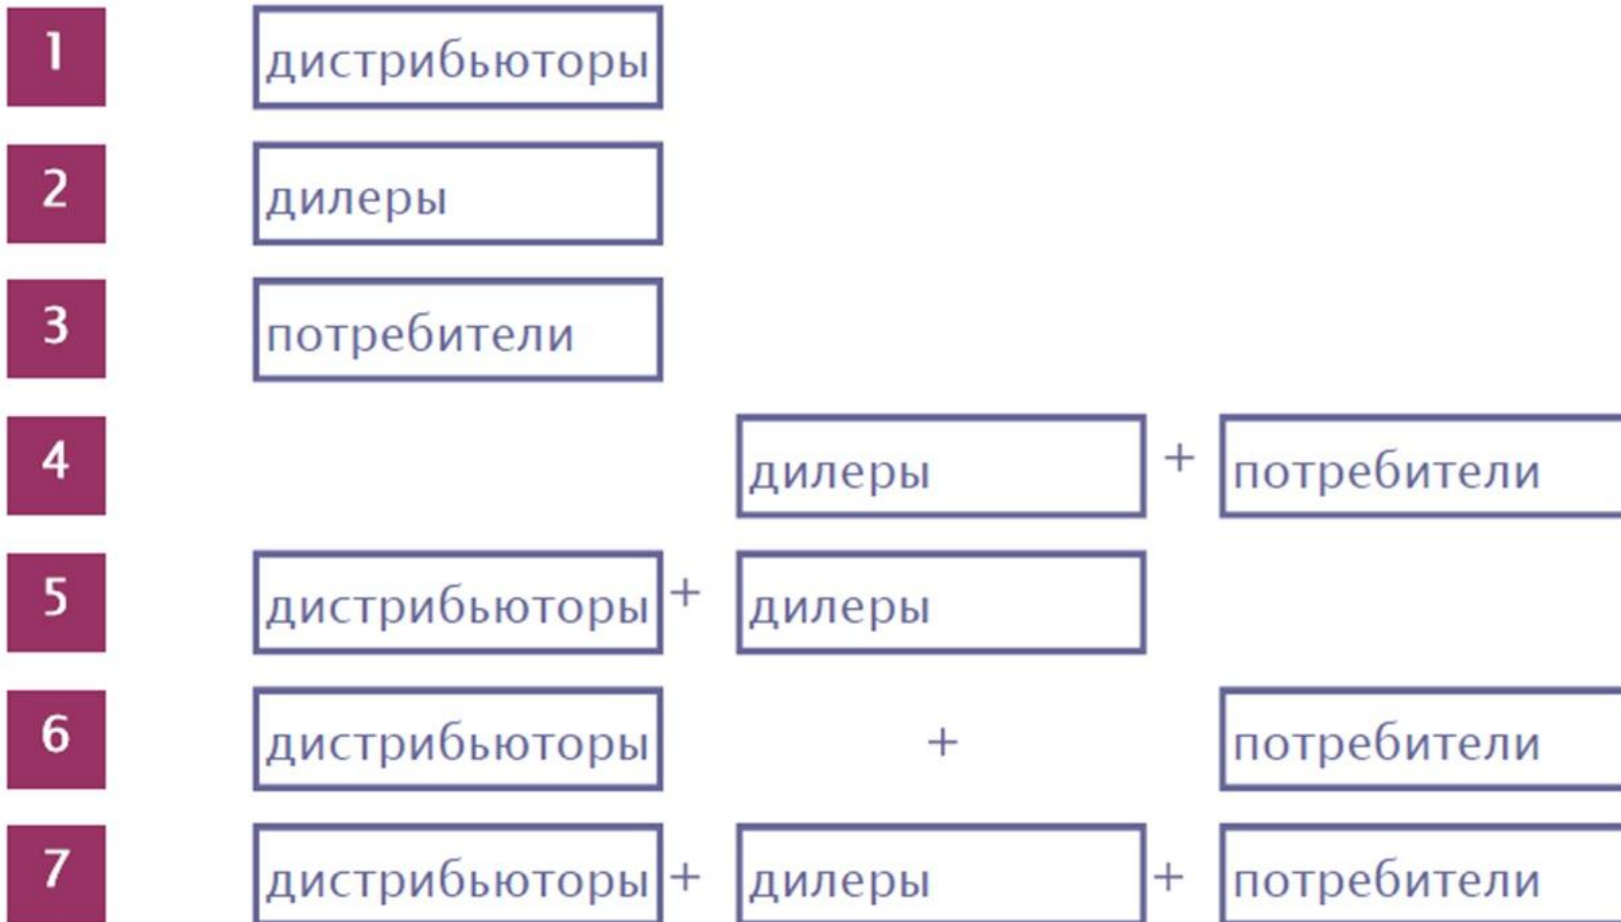 1 дистрибьюторы
2 дилеры
3 потребители
4 дилеры + потребители
5 дистрибьюторы + дилеры
6 дистрибьюторы + потребители
7 дистрибьюторы + дилеры + потребители